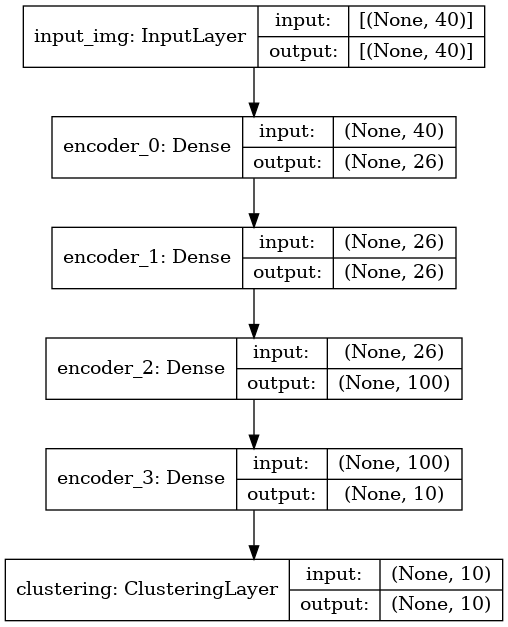 input_img: InputLayer
input:
[(None, 40)]
output:
[(None, 40)]
encoder_0: Dense
input:
(None, 40)
output:
(None, 26)
encoder_1: Dense
input:
(None, 26)
output:
(None, 26)
encoder_2: Dense
input:
(None, 26)
output:
(None, 100)
encoder_3: Dense
input:
(None, 100)
output:
(None, 10)
clustering: ClusteringLayer
input:
(None, 10)
output:
(None, 10)